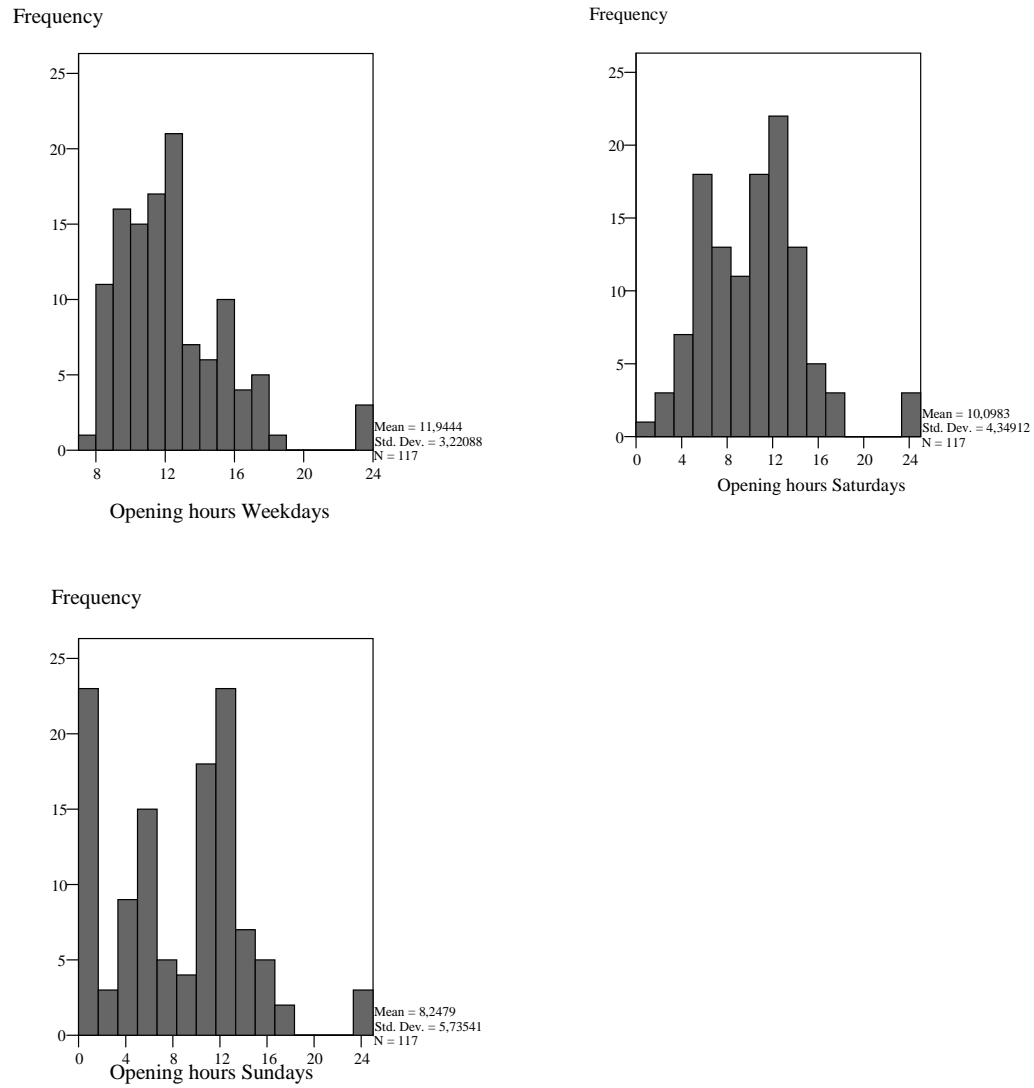 Frequency
25
20
15
10
5
0
8 12 16 20 24
Mean = 11,9444
Std. Dev. = 3,22088
N = 117
Opening hours Weekdays
Frequency
25
20
15
10
5
0
0 4 8 12 16 20 24
Mean = 10,0983
Std. Dev. = 4,34912
N = 117
Opening hours Saturdays
Frequency
25
20
15
10
5
0
0 4 8 12 16 20 24
Mean = 8,2479
Std. Dev. = 5,73541
N = 117
Opening hours Sundays